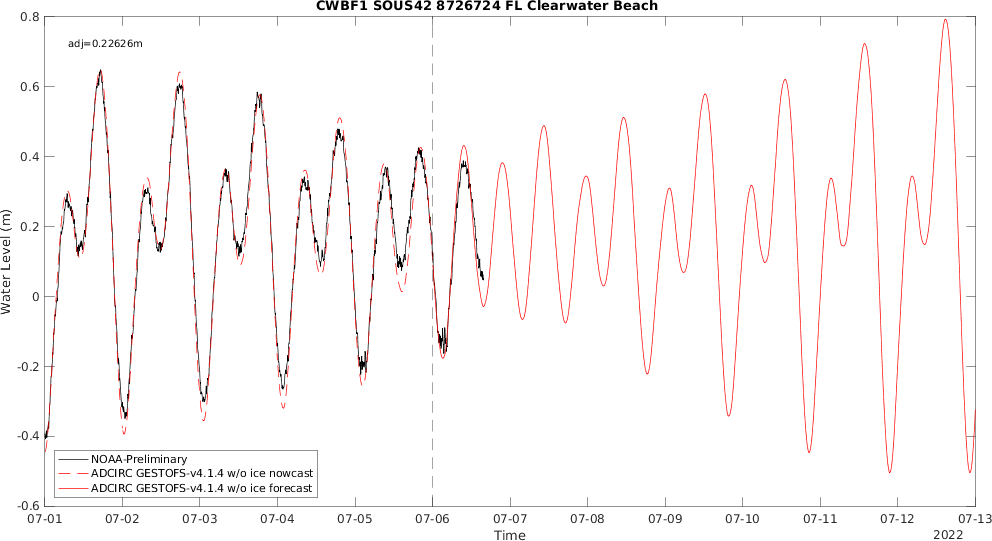 CWBF1 SOUS42 8726724 FL Clearwater Beach
adj=0.22626m
0.8
0.6
0.4
0.2
0
-0.2
-0.4
-0.6
Water Level (m)
NOAA-Preliminary
ADCIRC GESTOFS-v4.1.4 w/o ice nowcast
ADCIRC GESTOFS-v4.1.4 w/o ice forecast
07-01 07-02 07-03 07-04 07-05 07-06 07-07 07-08 07-09 07-10 07-11 07-12 07-13
Time
2022